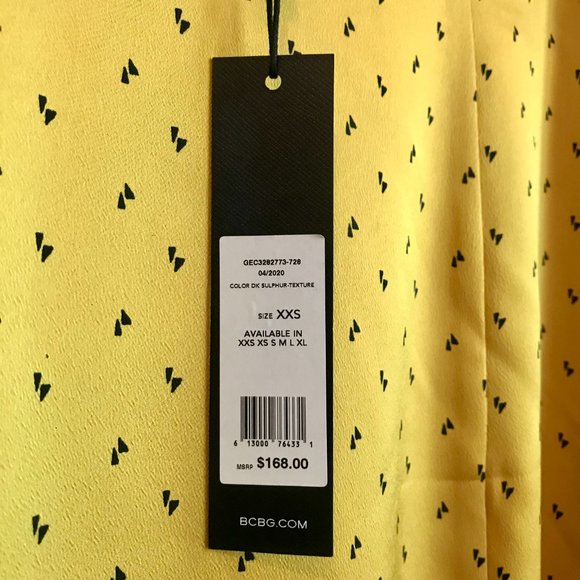 GEC3282773-728
04/2020
COLOR DK SULPHUR-TEXTURE
SIZE XXS
AVAILABLE IN
XXS XS S M L XL
6 13000 76433 1
MSRP $168.00
BCBG.COM